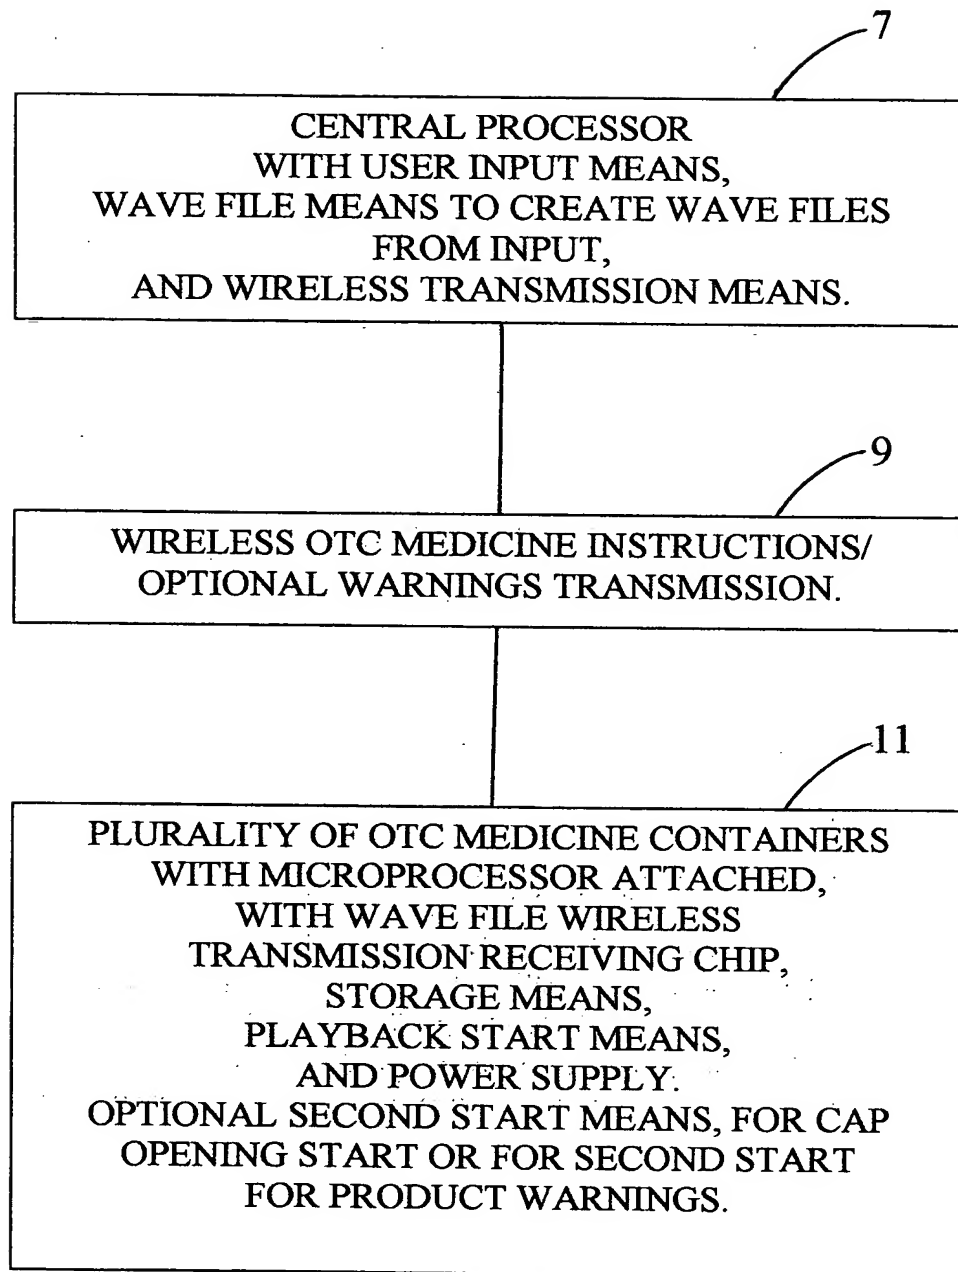 7
CENTRAL PROCESSOR
WITH USER INPUT MEANS,
WAVE FILE MEANS TO CREATE WAVE FILES
FROM INPUT,
AND WIRELESS TRANSMISSION MEANS.
9
WIRELESS OTC MEDICINE INSTRUCTIONS/
OPTIONAL WARNINGS TRANSMISSION.
11
PLURALITY OF OTC MEDICINE CONTAINERS
WITH MICROPROCESSOR ATTACHED,
WITH WAVE FILE WIRELESS
TRANSMISSION RECEIVING CHIP,
STORAGE MEANS,
PLAYBACK START MEANS,
AND POWER SUPPLY.
OPTIONAL SECOND START MEANS, FOR CAP
OPENING START OR FOR SECOND START
FOR PRODUCT WARNINGS.